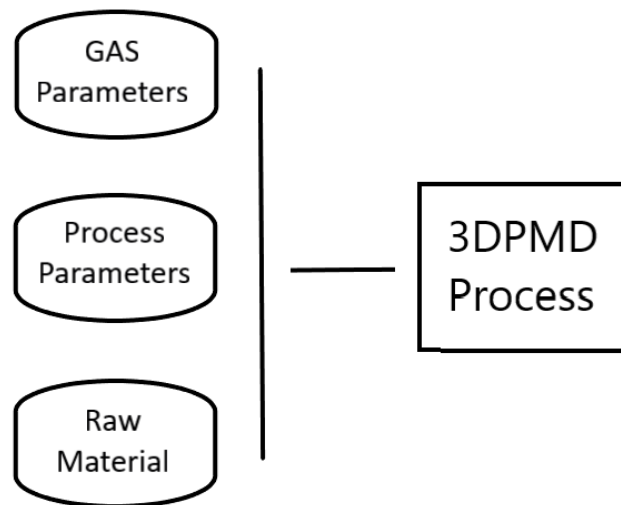 GAS
Parameters
Process
Parameters
Raw
Material
3DPMD
Process